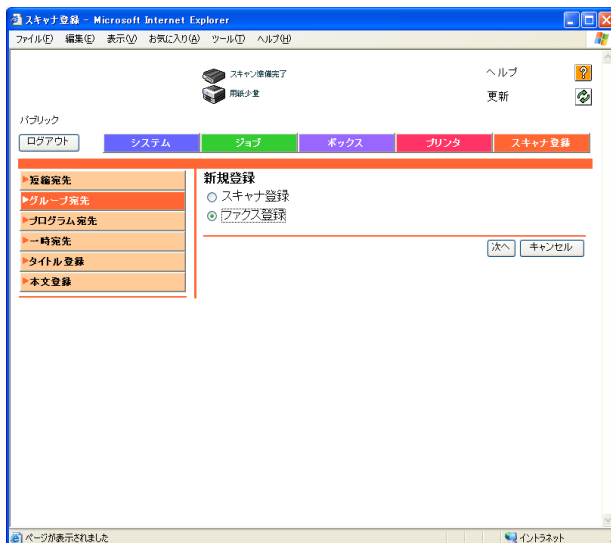 スキャナ登録 - Microsoft Internet Explorer
ファイル(F) 編集(E) 表示(V) お気に入り(A) ツール(T) ヘルプ(H)
スキャン準備完了
用紙少量
ヘルプ
更新
パブリック
ログアウト
システム ジョブ ボックス プリンタ スキャナ登録
短縮宛先
グループ宛先
プログラム宛先
一時宛先
タイトル登録
本文登録
新規登録
スキャナ登録
ファクス登録
次へ キャンセル
ページが表示されました
イントラネット